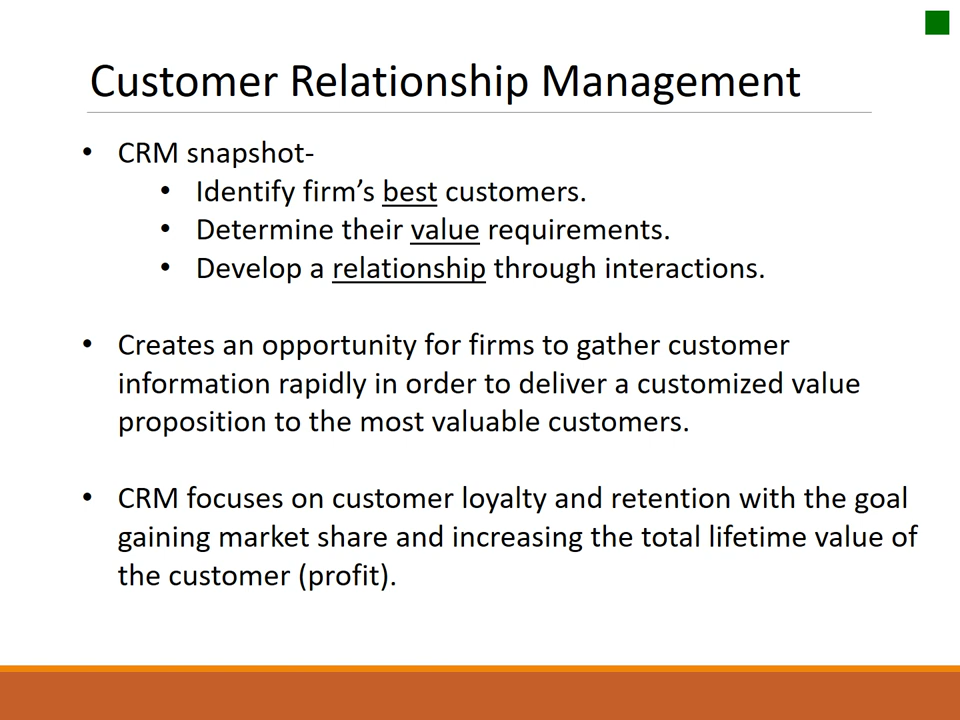 Customer Relationship Management
• CRM snapshot-
• Identify firm’s best customers.
• Determine their value requirements.
• Develop a relationship through interactions.
• Creates an opportunity for firms to gather customer
information rapidly in order to deliver a customized value
proposition to the most valuable customers.
• CRM focuses on customer loyalty and retention with the goal
gaining market share and increasing the total lifetime value of
the customer (profit).